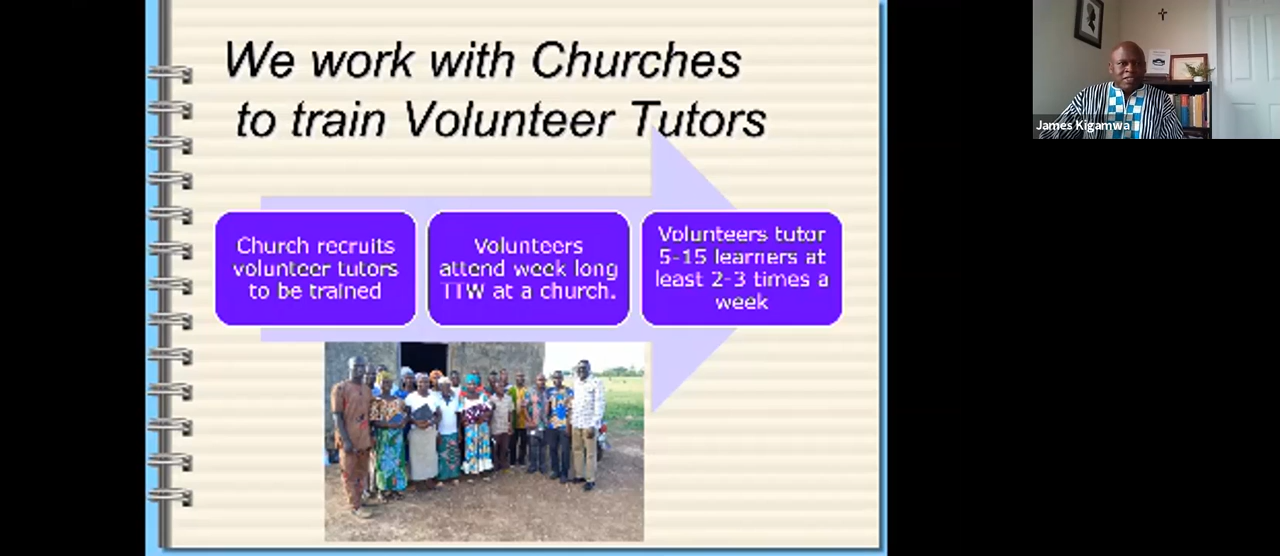 We work with Churches
to train Volunteer Tutors
Church recruits
volunteer tutors
to be trained
Volunteers
attend week long
TTW at a church.
Volunteers tutor
5-15 learners at
least 2-3 times a
week
James Kigamwa